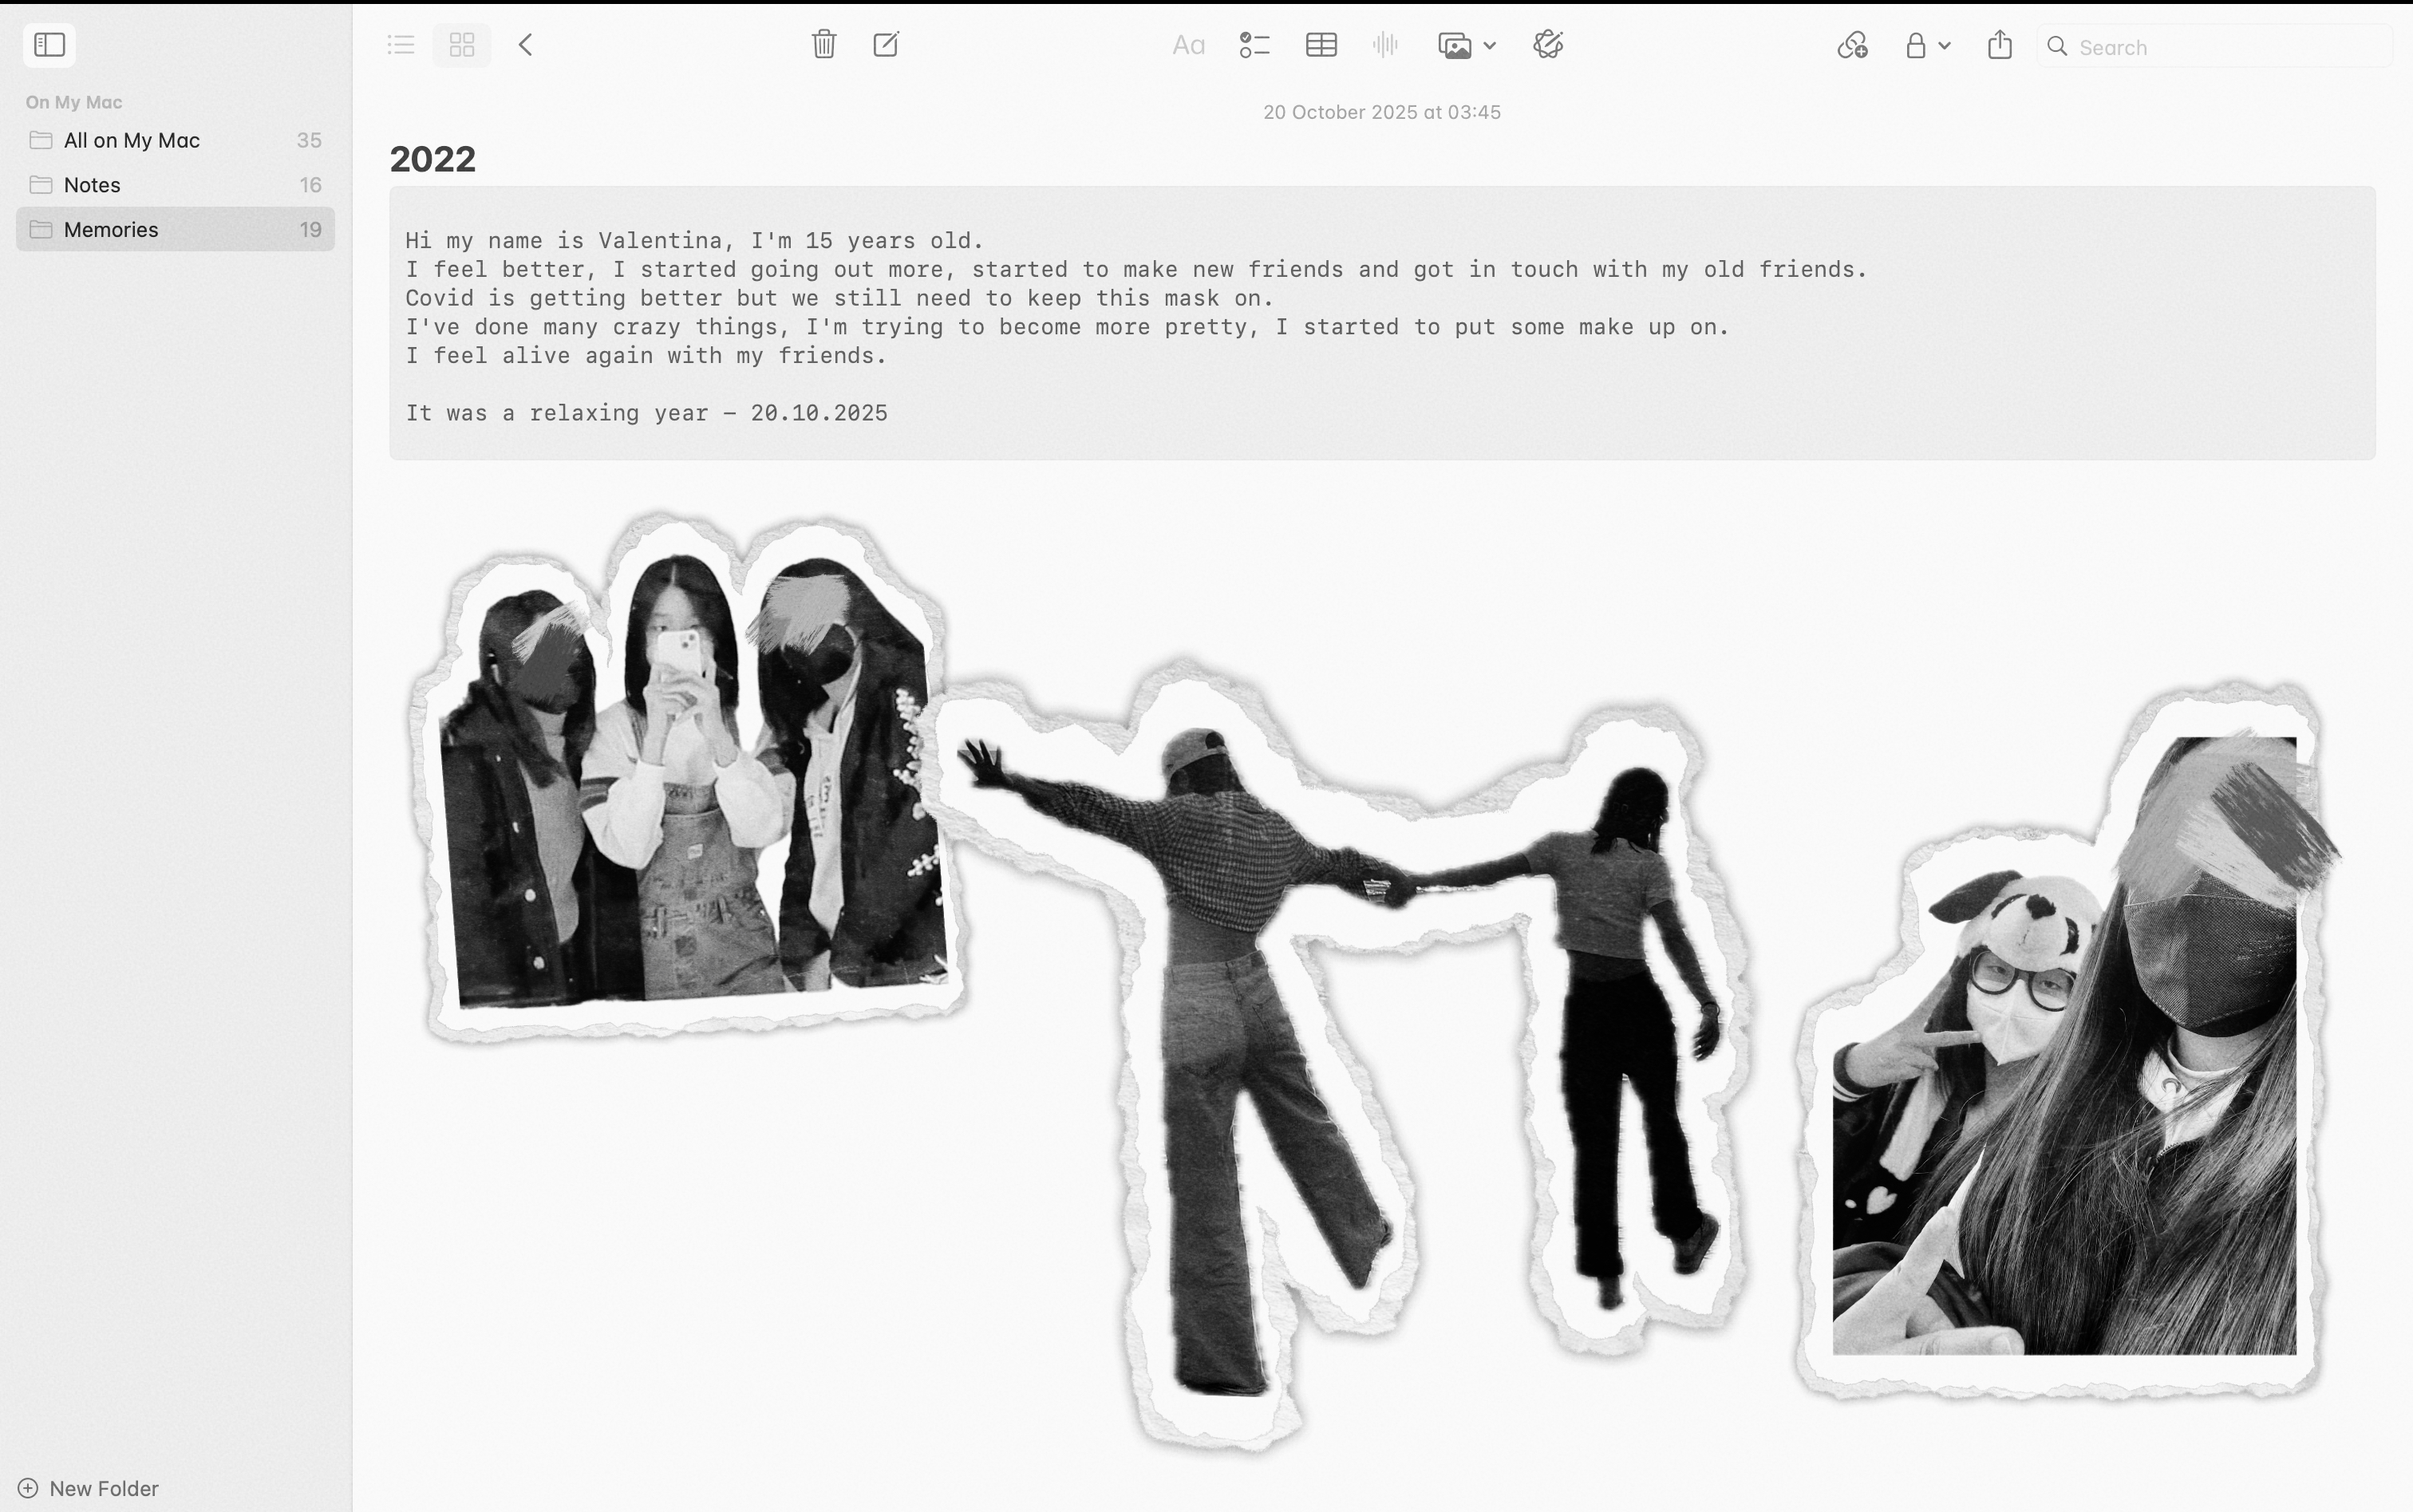 On My Mac
All on My Mac 35
Notes 16
Memories 19
New Folder
Aa
Search
20 October 2025 at 03:45
2022
Hi my name is Valentina, I'm 15 years old.
I feel better, I started going out more, started to make new friends and got in touch with my old friends.
Covid is getting better but we still need to keep this mask on.
I've done many crazy things, I'm trying to become more pretty, I started to put some make up on.
I feel alive again with my friends.
It was a relaxing year – 20.10.2025